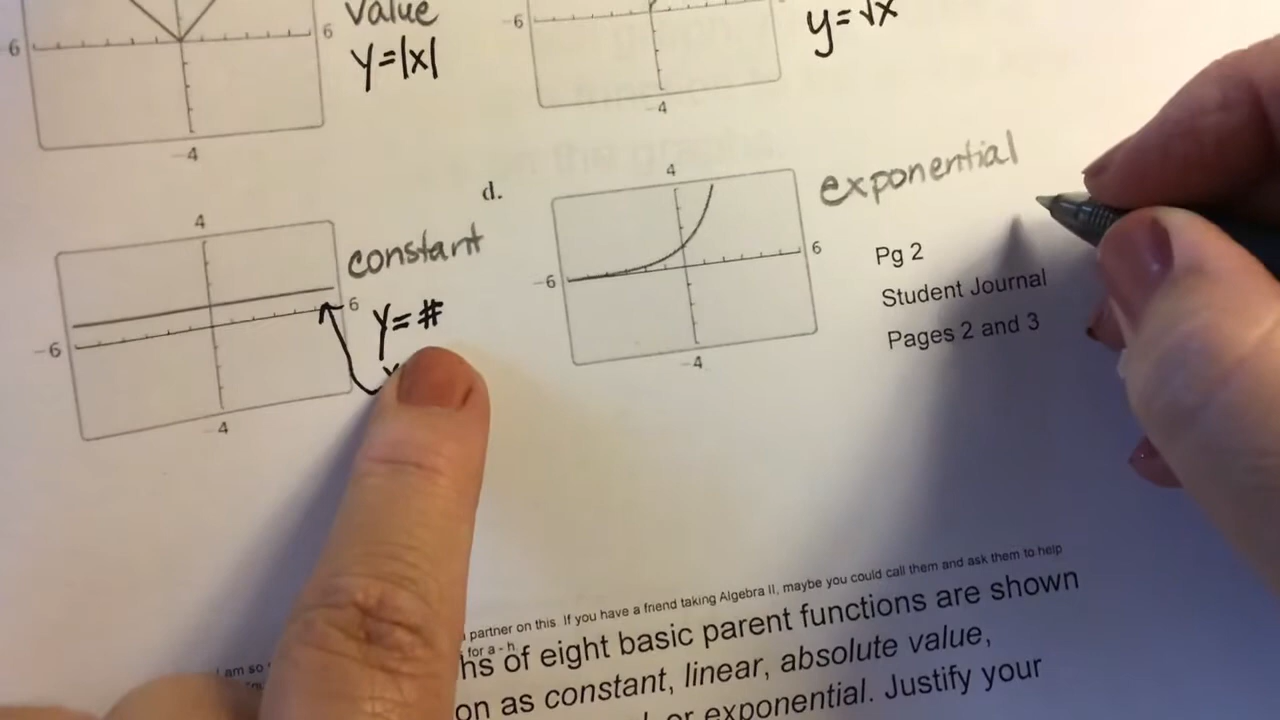 value
6
6
y=|x|
-4
-6
y=√x
-4
4
constant
6
-6
y=#
4
d.
4
exponential
6
-6
-4
Pg 2
Student Journal
Pages 2 and 3
partner on this. If you have a friend taking Algebra II, maybe you could call them and ask them to help
for a - h
I am so
of eight basic parent functions are shown
on as constant, linear, absolute value,
or exponential. Justify your